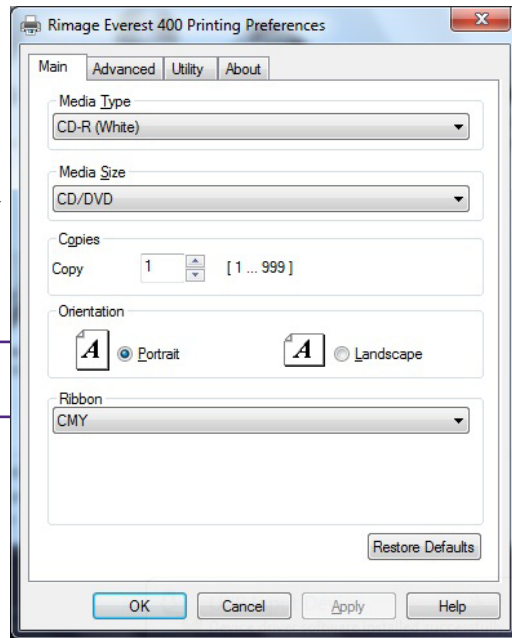 Rimage Everest 400 Printing Preferences
Main Advanced Utility About
Media Type
CD-R (White)
Media Size
CD/DVD
Copies
Copy 1 [ 1 ... 999 ]
Orientation
A Portrait A Landscape
Ribbon
CMY
Restore Defaults
OK Cancel Apply Help